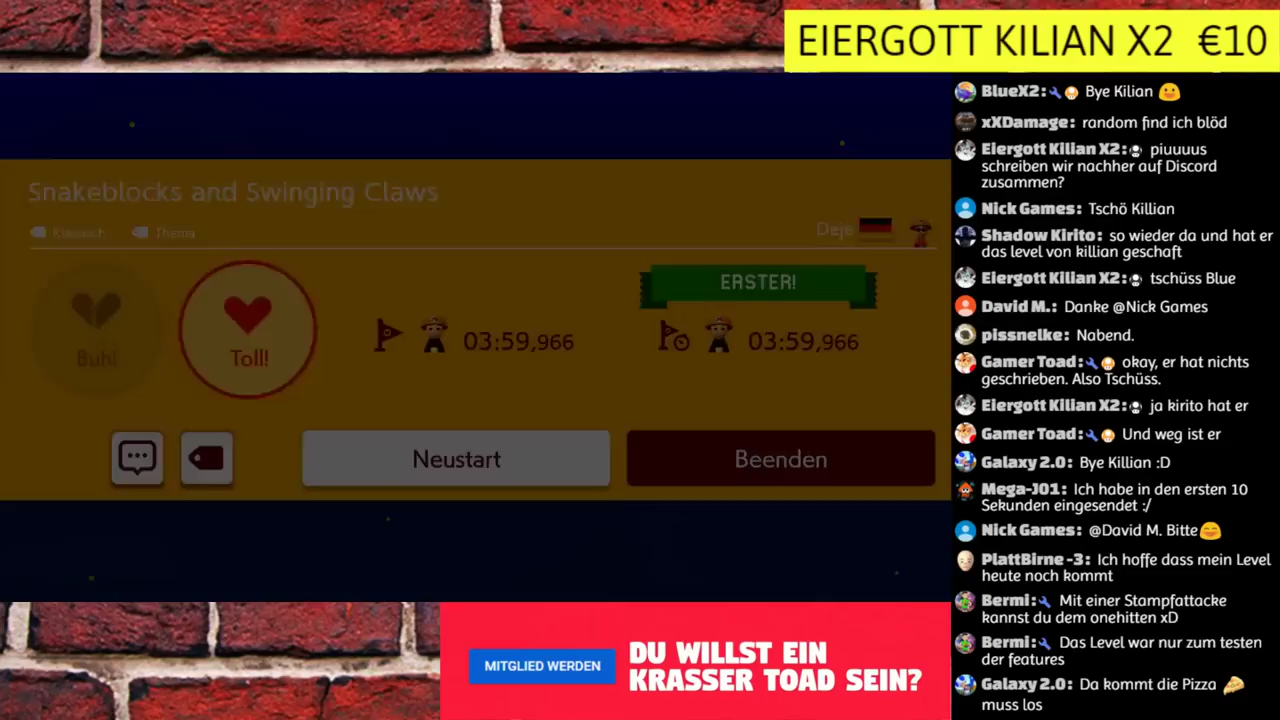 EIERGOTT KILIAN X2 €10
Snakeblocks and Swinging Claws
Klassisch Thema
Deje
Buh!
Toll!
03:59,966
ERSTER!
03:59,966
Neustart
Beenden
MITGLIED WERDEN
DU WILLST EIN
KRASSER TOAD SEIN?
BlueX2: Bye Kilian
xXDamage: random find ich blöd
Eiergott Kilian X2: piuuuus
schreiben wir nachher auf Discord
zusammen?
Nick Games: Tschö Killian
Shadow Kirito: so wieder da und hat er
das level von killian geschaft
Eiergott Kilian X2: tschüss Blue
David M.: Danke @Nick Games
pissnelke: Nabend.
Gamer Toad: okay, er hat nichts
geschrieben. Also Tschüss.
Eiergott Kilian X2: ja kirito hat er
Gamer Toad: Und weg ist er
Galaxy 2.0: Bye Killian :D
Mega-J01: Ich habe in den ersten 10
Sekunden eingesendet :/
Nick Games: @David M. Bitte
PlattBirne -3: Ich hoffe dass mein Level
heute noch kommt
Bermi: Mit einer Stampfattacke
kannst du dem onehitten xD
Bermi: Das Level war nur zum testen
der features
Galaxy 2.0: Da kommt die Pizza
muss los